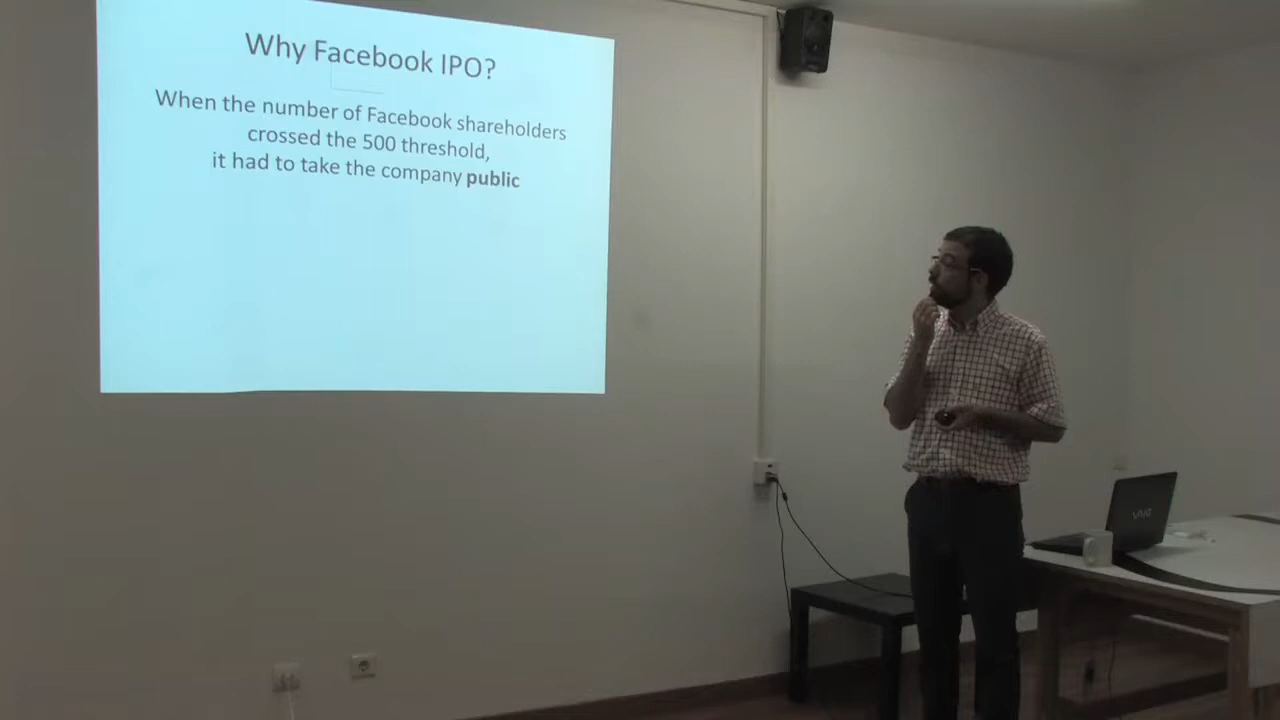 Why Facebook IPO?
When the number of Facebook shareholders
crossed the 500 threshold,
it had to take the company public
VAIO